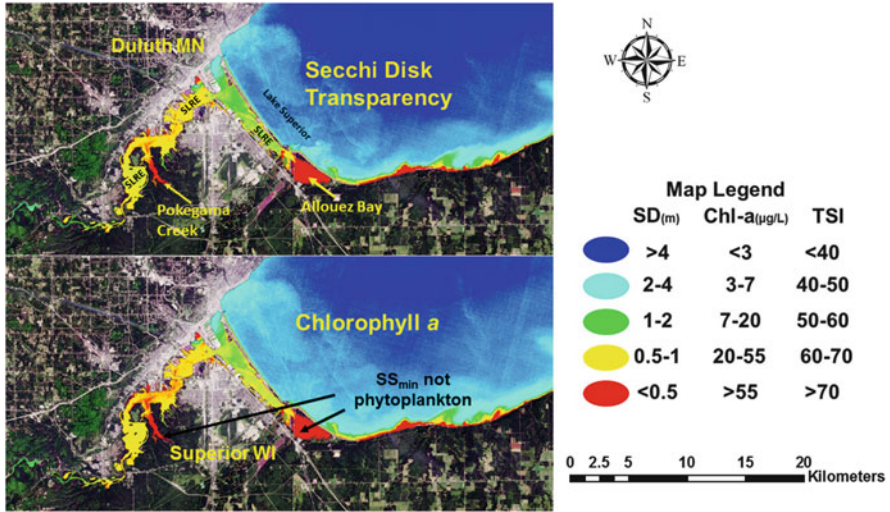 Duluth MN
Secchi Disk
Transparency
Lake Superior
SLRE
SLRE
SLRE
Pokegama
Creek
Allouez Bay
Chlorophyll a
SSmin not
phytoplankton
Superior WI
N
W E
S
Map Legend
SD(m) Chl-a(µg/L) TSI
>4 <3 <40
2-4 3-7 40-50
1-2 7-20 50-60
0.5-1 20-55 60-70
<0.5 >55 >70
0 2.5 5 10 15 20
Kilometers